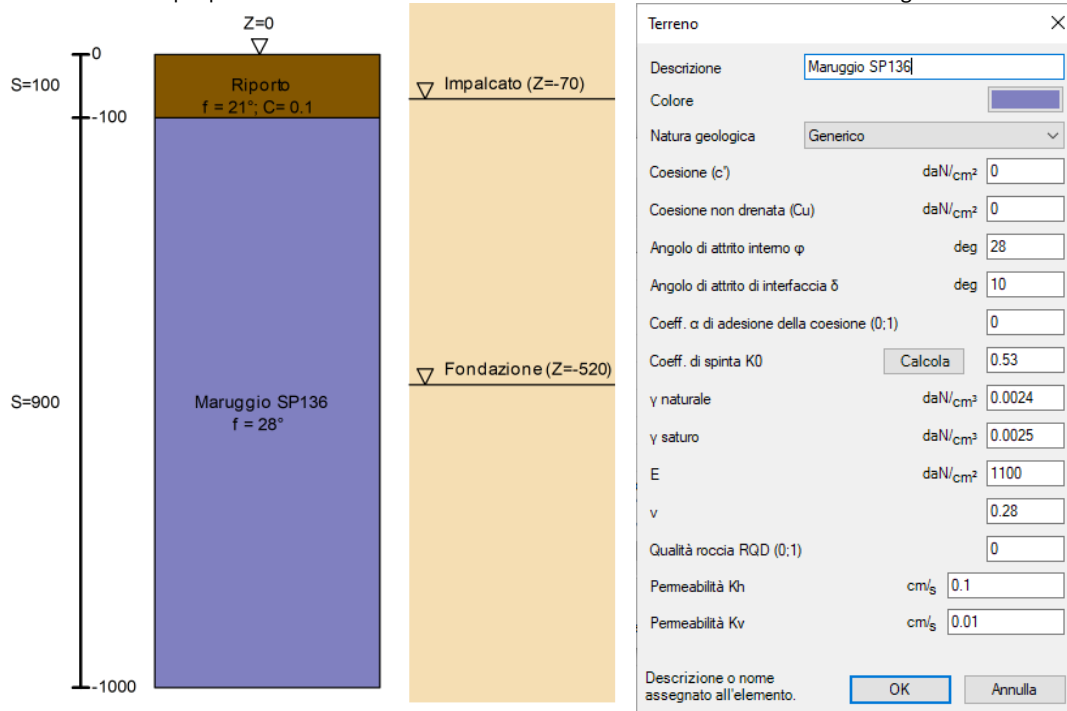 Z=0
0
S=100
Riporto
f = 21°; C= 0.1
-100
S=900
Maruggio SP136
f = 28°
-1000
Impalcato (Z=-70)
Fondazione (Z=-520)
Terreno
Descrizione Maruggio SP136
Colore
Natura geologica Generico
Coesione (c') daN/cm² 0
Coesione non drenata (Cu) daN/cm² 0
Angolo di attrito interno φ deg 28
Angolo di attrito di interfaccia δ deg 10
Coeff. α di adesione della coesione (0;1) 0
Coeff. di spinta K0 Calcola 0.53
γ naturale daN/cm³ 0.0024
γ saturo daN/cm³ 0.0025
E daN/cm² 1100
ν 0.28
Qualità roccia RQD (0;1) 0
Permeabilità Kh cm/s 0.1
Permeabilità Kv cm/s 0.01
Descrizione o nome
assegnato all'elemento.
OK Annulla